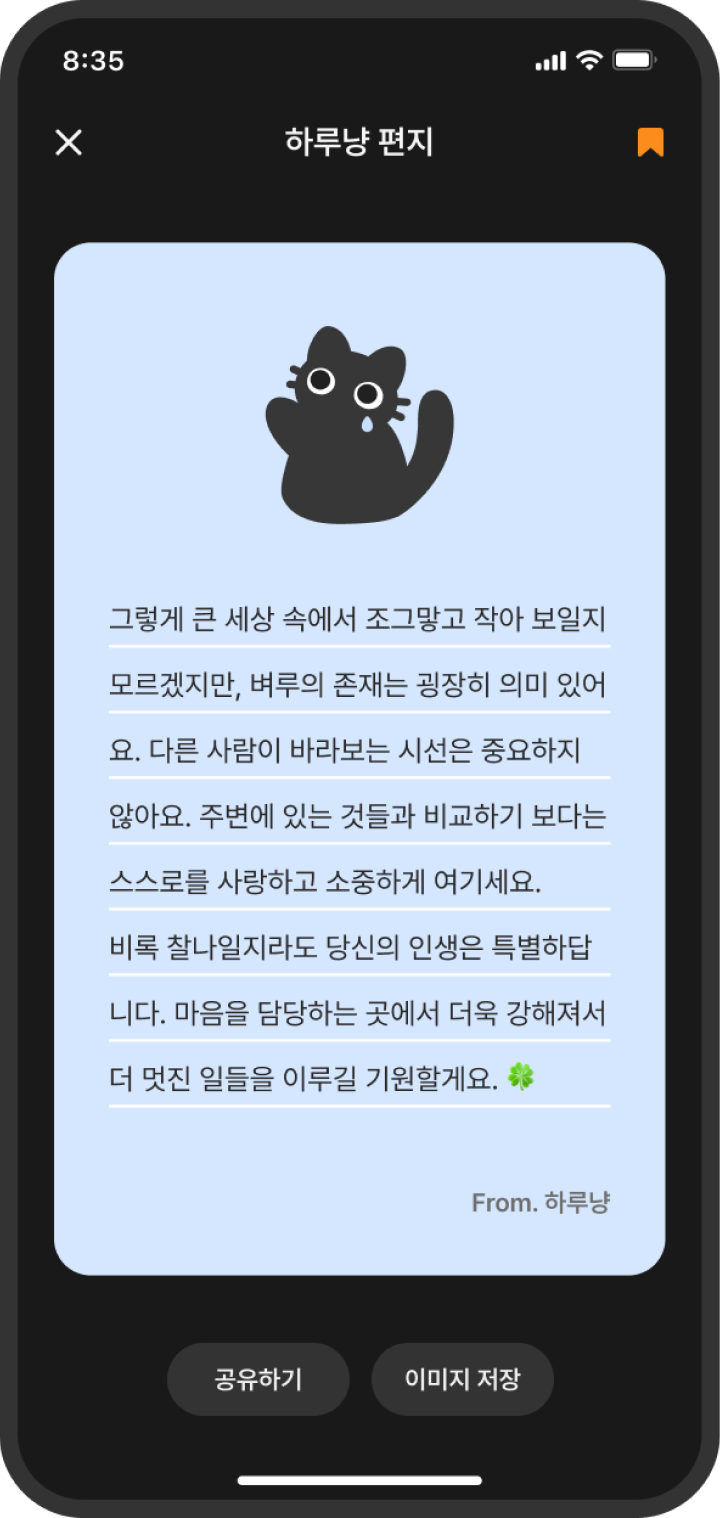 8:35
하루냥 편지
그렇게 큰 세상 속에서 조그맣고 작아 보일지
모르겠지만, 벼루의 존재는 굉장히 의미 있어
요. 다른 사람이 바라보는 시선은 중요하지
않아요. 주변에 있는 것들과 비교하기 보다는
스스로를 사랑하고 소중하게 여기세요.
비록 찰나일지라도 당신의 인생은 특별하답
니다. 마음을 담당하는 곳에서 더욱 강해져서
더 멋진 일들을 이루길 기원할게요. 🍀
From. 하루냥
공유하기
이미지 저장